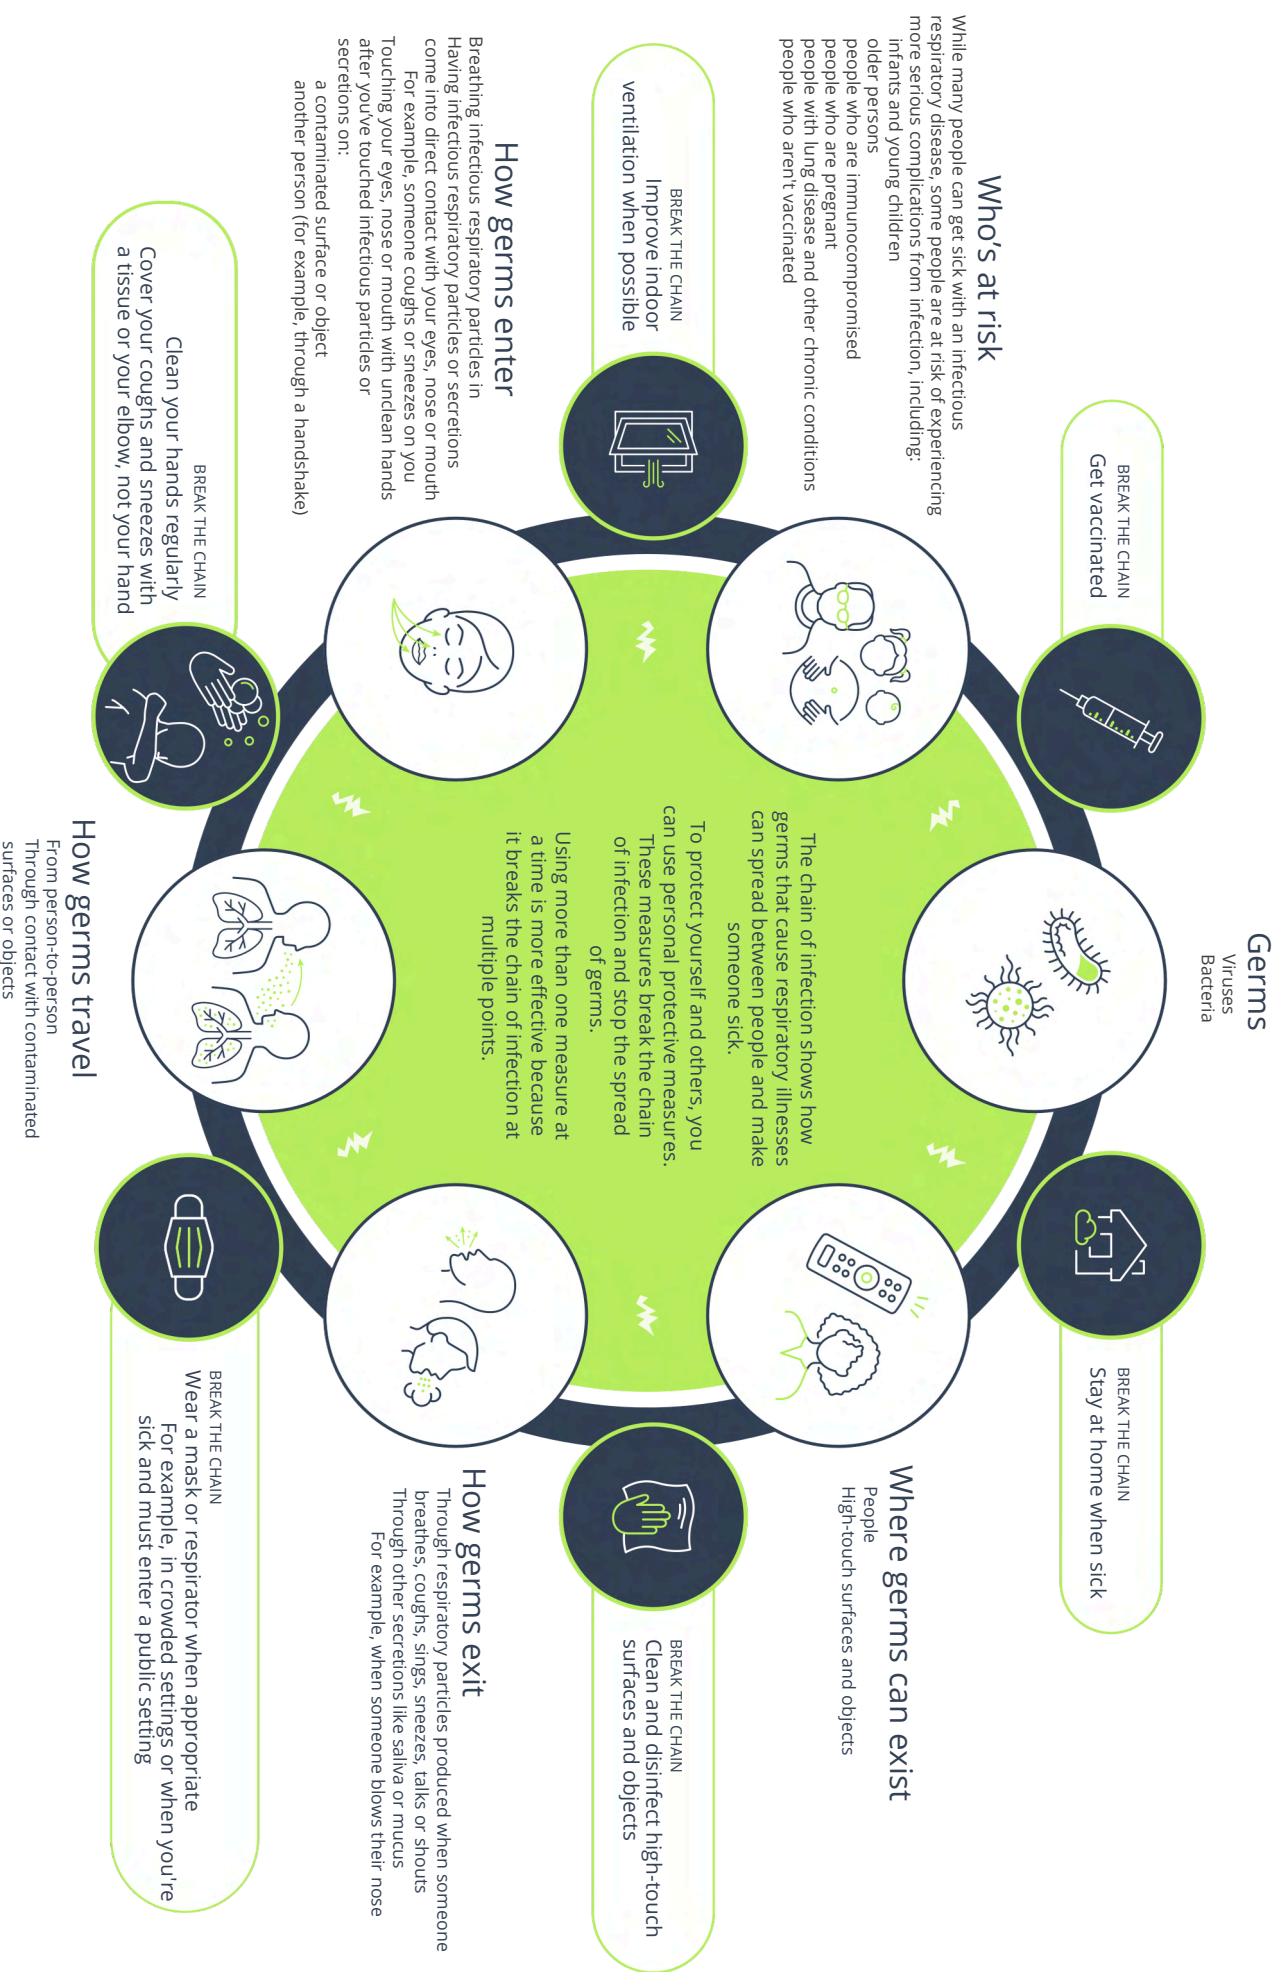 Germs
Viruses
Bacteria
BREAK THE CHAIN
Stay at home when sick
Where germs can exist
People
High-touch surfaces and objects
BREAK THE CHAIN
Clean and disinfect high-touch
surfaces and objects
How germs exit
Through respiratory particles produced when someone
breathes, coughs, sings, sneezes, talks or shouts
Through other secretions like saliva or mucus
For example, when someone blows their nose
BREAK THE CHAIN
Wear a mask or respirator when appropriate
For example, in crowded settings or when you're
sick and must enter a public setting
How germs travel
From person-to-person
Through contact with contaminated
surfaces or objects
BREAK THE CHAIN
Clean your hands regularly
Cover your coughs and sneezes with
a tissue or your elbow, not your hand
How germs enter
Breathing infectious respiratory particles in
Having infectious respiratory particles or secretions
come into direct contact with your eyes, nose or mouth
For example, someone coughs or sneezes on you
Touching your eyes, nose or mouth with unclean hands
after you've touched infectious particles or
secretions on:
a contaminated surface or object
another person (for example, through a handshake)
BREAK THE CHAIN
Improve indoor
ventilation when possible
Who's at risk
While many people can get sick with an infectious
respiratory disease, some people are at risk of experiencing
more serious complications from infection, including:
infants and young children
older persons
people who are immunocompromised
people who are pregnant
people with lung disease and other chronic conditions
people who aren't vaccinated
BREAK THE CHAIN
Get vaccinated
The chain of infection shows how
germs that cause respiratory illnesses
can spread between people and make
someone sick.
To protect yourself and others, you
can use personal protective measures.
These measures break the chain
of infection and stop the spread
of germs.
Using more than one measure at
a time is more effective because
it breaks the chain of infection at
multiple points.